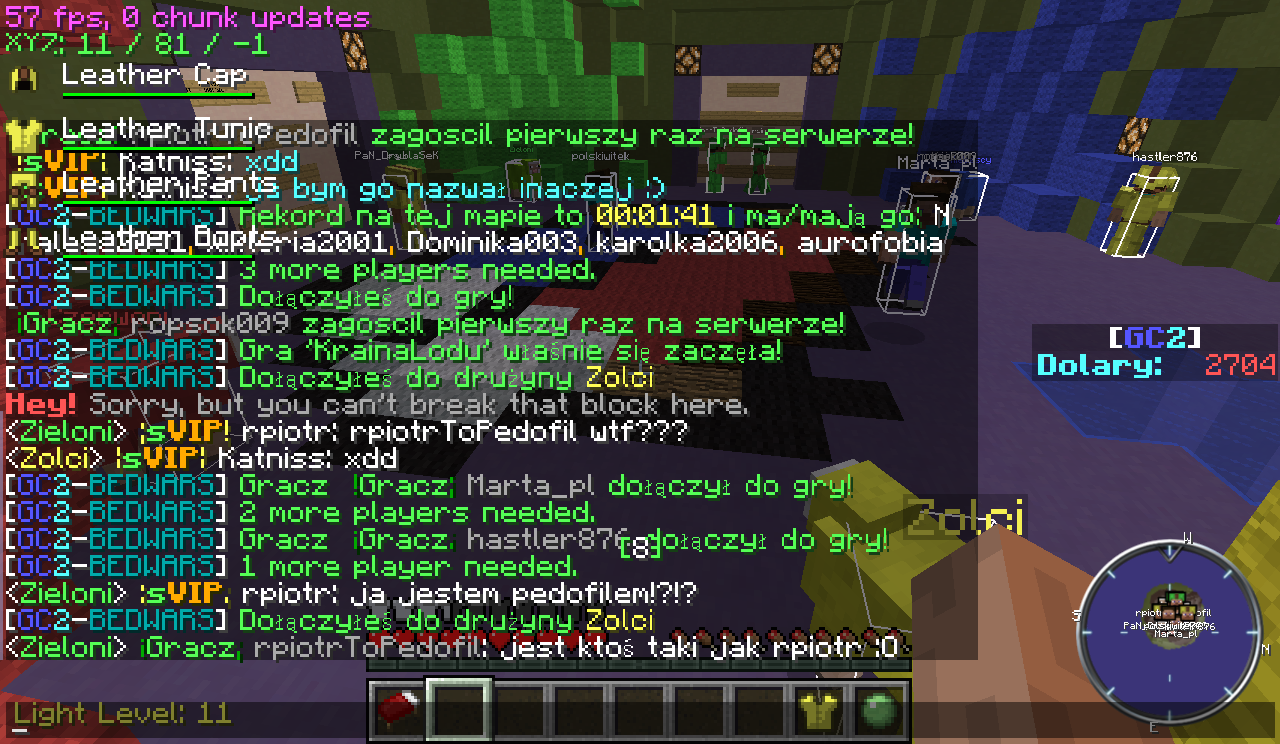 57 fps, 0 chunk updates
XYZ: 11 / 81 / -1
Leather Cap
Leather Tunic
Pedofil zagoscil pierwszy raz na serwerze!
PaN_DrublaSeK
polskiwitek
Marta_pl
hastler876
¦sVIP¦ Katniss: xdd
Leather Pants
bym go nazwał inaczej :)
[GC2-BEDWARS] Rekord na tej mapie to 00:01:41 i ma/mają go: N
Leather Boots
ria2001, Dominika003, karolka2006, aurofobia
[GC2-BEDWARS] 3 more players needed.
[GC2-BEDWARS] Dołączyłeś do gry!
¡Gracz¡ ropsok009 zagoscil pierwszy raz na serwerze!
[GC2-BEDWARS] Gra 'KrainaLodu' właśnie się zaczęła!
[GC2-BEDWARS] Dołączyłeś do drużyny Zolci
Hey! Sorry, but you can't break that block here.
<Zieloni> ¦sVIP¦ rpiotr: rpiotrToPedofil wtf???
<Zolci> ¦sVIP¦ Katniss: xdd
[GC2-BEDWARS] Gracz ¡Gracz¡ Marta_pl dołączył do gry!
[GC2-BEDWARS] 2 more players needed.
[GC2-BEDWARS] Gracz ¡Gracz¡ hastler876 dołączył do gry!
[8]
[GC2-BEDWARS] 1 more player needed.
<Zieloni> ¦sVIP¦ rpiotr: ja jestem pedofilem!?!?
[GC2-BEDWARS] Dołączyłeś do drużyny Zolci
<Zieloni> ¡Gracz¡ rpiotrToPedofil: jest ktoś taki jak rpiotr :O
[GC2]
Dolary: 2704
Zolci
W
S
N
E
Marta_pl
Light Level: 11